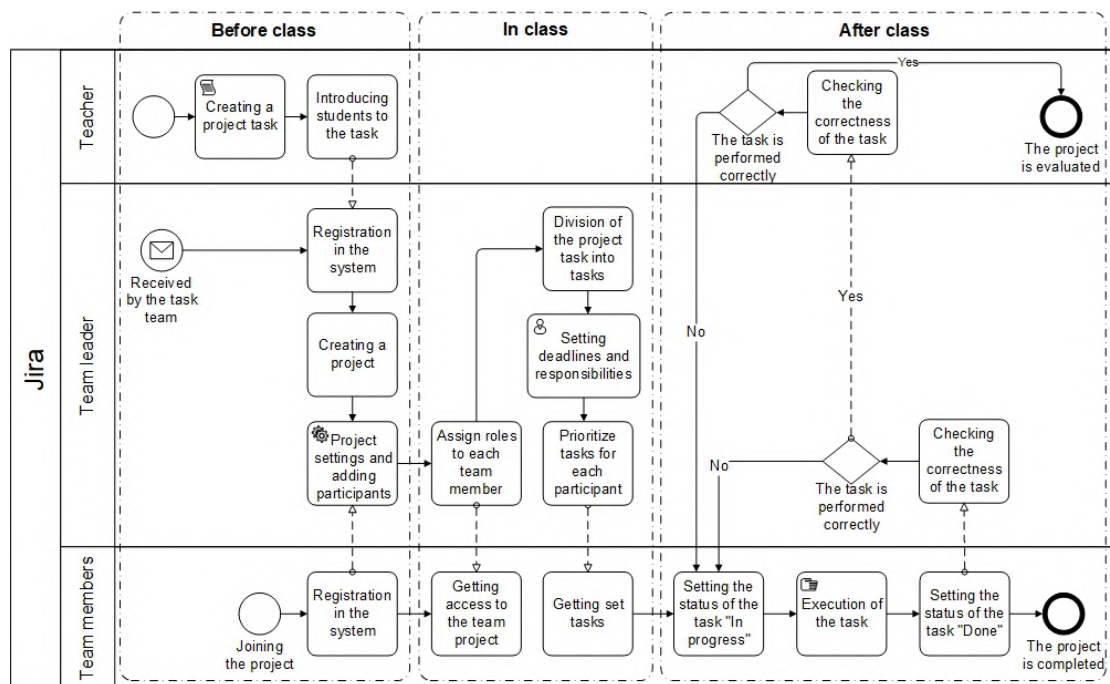 Before class
In class
After class
Jira
Teacher
Creating a
project task
Introducing
students to
the task
Yes
The task is
performed
correctly
Checking
the
correctness
of the task
The project
is evaluated
Team leader
Received
by the task
team
Registration
in the
system
Creating a
project
Project
settings and
adding
participants
Assign roles
to each
team
member
Division of
the project
task into
tasks
Setting
deadlines and
responsibilities
Prioritize
tasks for
each
participant
No
Yes
No
The task is
performed
correctly
Checking
the
correctness
of the task
Team members
Joining
the project
Registration
in the
system
Getting
access to
the team
project
Getting set
tasks
Setting the
status of the
task "In
progress"
Execution of
the task
Setting the
status of the
task "Done"
The project
is completed